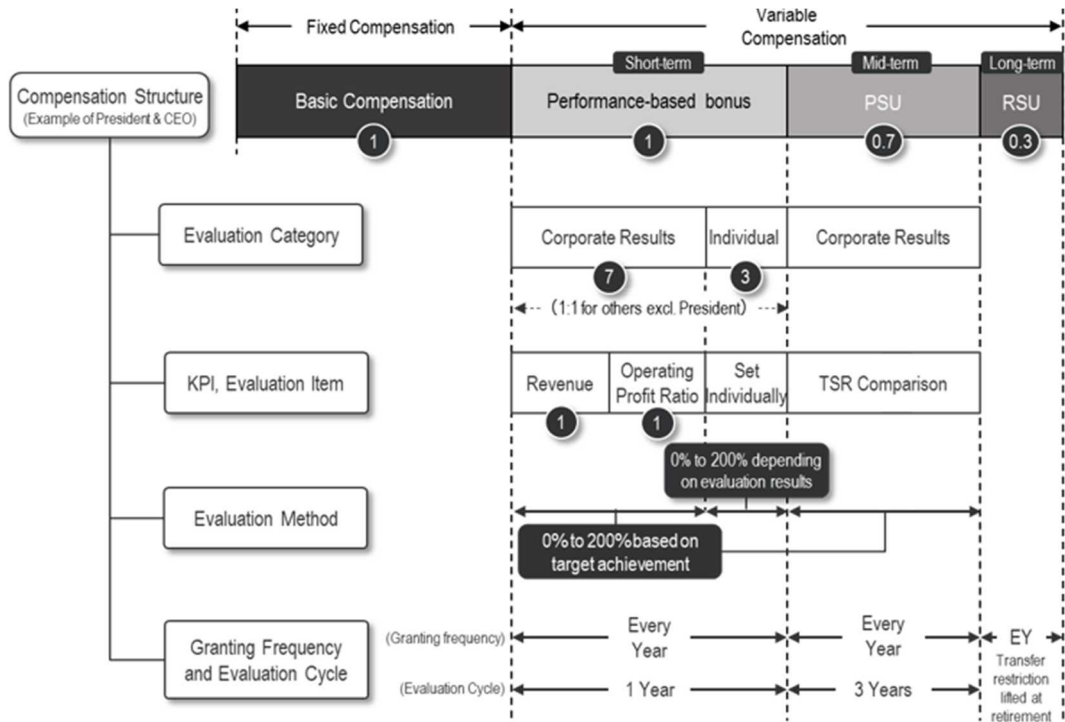 Fixed Compensation
Variable
Compensation
Short-term
Mid-term
Long-term
Compensation Structure
(Example of President & CEO)
Basic Compensation
1
Performance-based bonus
1
PSU
0.7
RSU
0.3
Evaluation Category
Corporate Results
7
Individual
3
Corporate Results
(1:1 for others excl. President)
KPI, Evaluation Item
Revenue
1
Operating
Profit Ratio
1
Set
Individually
TSR Comparison
0% to 200% depending
on evaluation results
Evaluation Method
0% to 200% based on
target achievement
Granting Frequency
and Evaluation Cycle
(Granting frequency)
Every
Year
Every
Year
EY
Transfer
restriction
lifted at
retirement
(Evaluation Cycle)
1 Year
3 Years